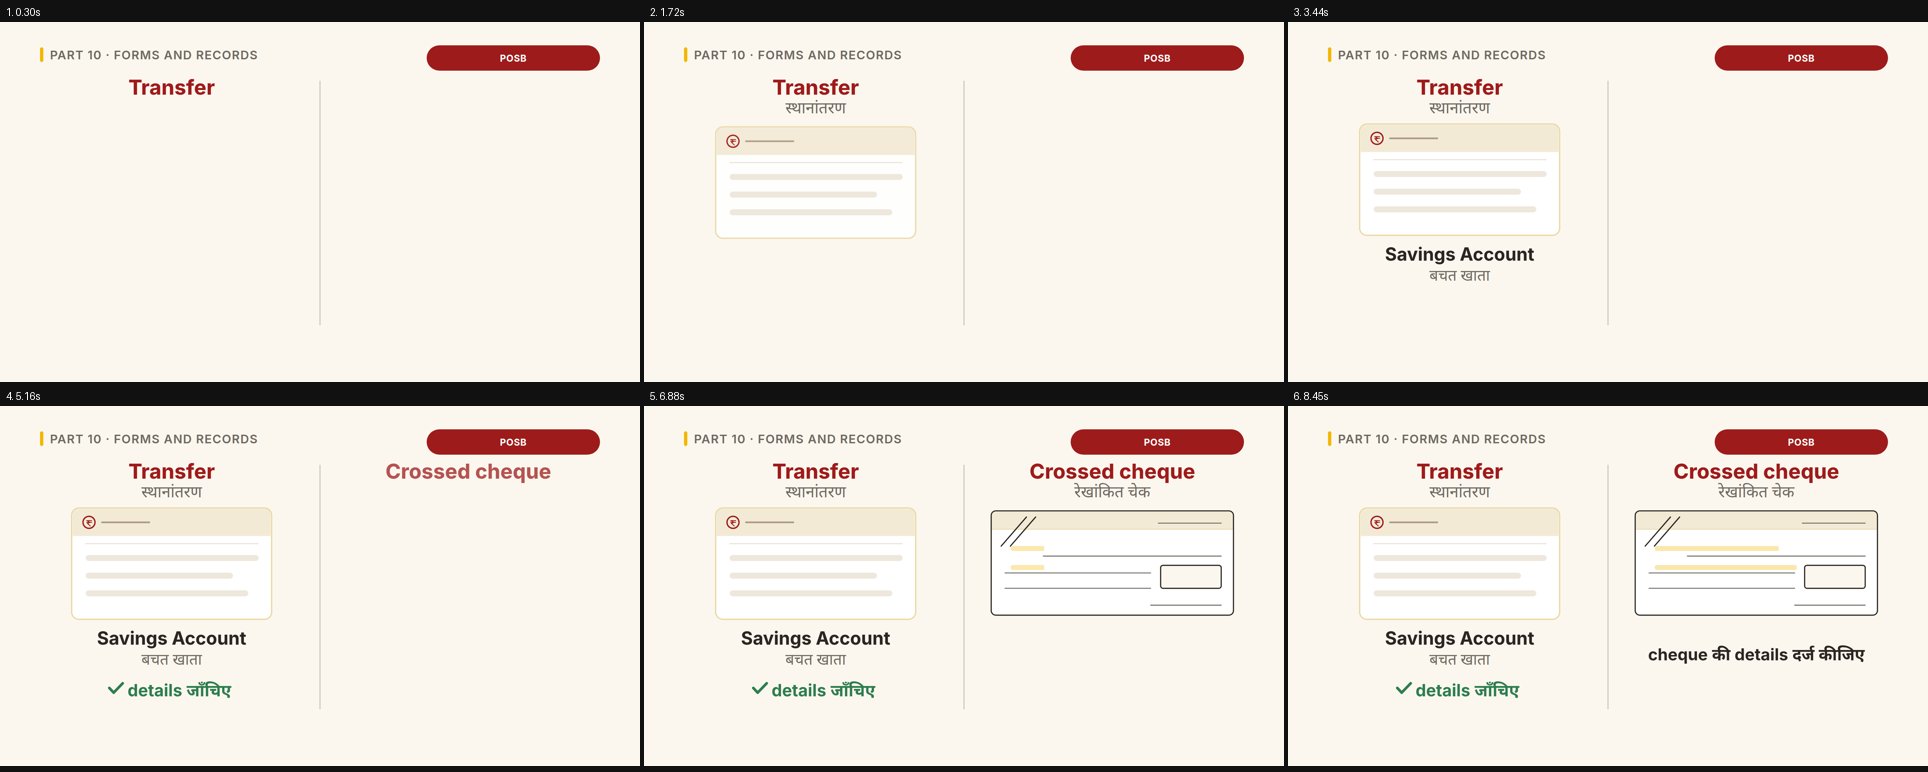 1. 0.30s
PART 10 · FORMS AND RECORDS
POSB
Transfer
2. 1.72s
PART 10 · FORMS AND RECORDS
POSB
Transfer
स्थानांतरण
3. 3.44s
PART 10 · FORMS AND RECORDS
POSB
Transfer
स्थानांतरण
Savings Account
बचत खाता
4. 5.16s
PART 10 · FORMS AND RECORDS
POSB
Transfer
स्थानांतरण
Savings Account
बचत खाता
details जाँचिए
Crossed cheque
5. 6.88s
PART 10 · FORMS AND RECORDS
POSB
Transfer
स्थानांतरण
Savings Account
बचत खाता
details जाँचिए
Crossed cheque
रेखांकित चेक
6. 8.45s
PART 10 · FORMS AND RECORDS
POSB
Transfer
स्थानांतरण
Savings Account
बचत खाता
details जाँचिए
Crossed cheque
रेखांकित चेक
cheque की details दर्ज कीजिए